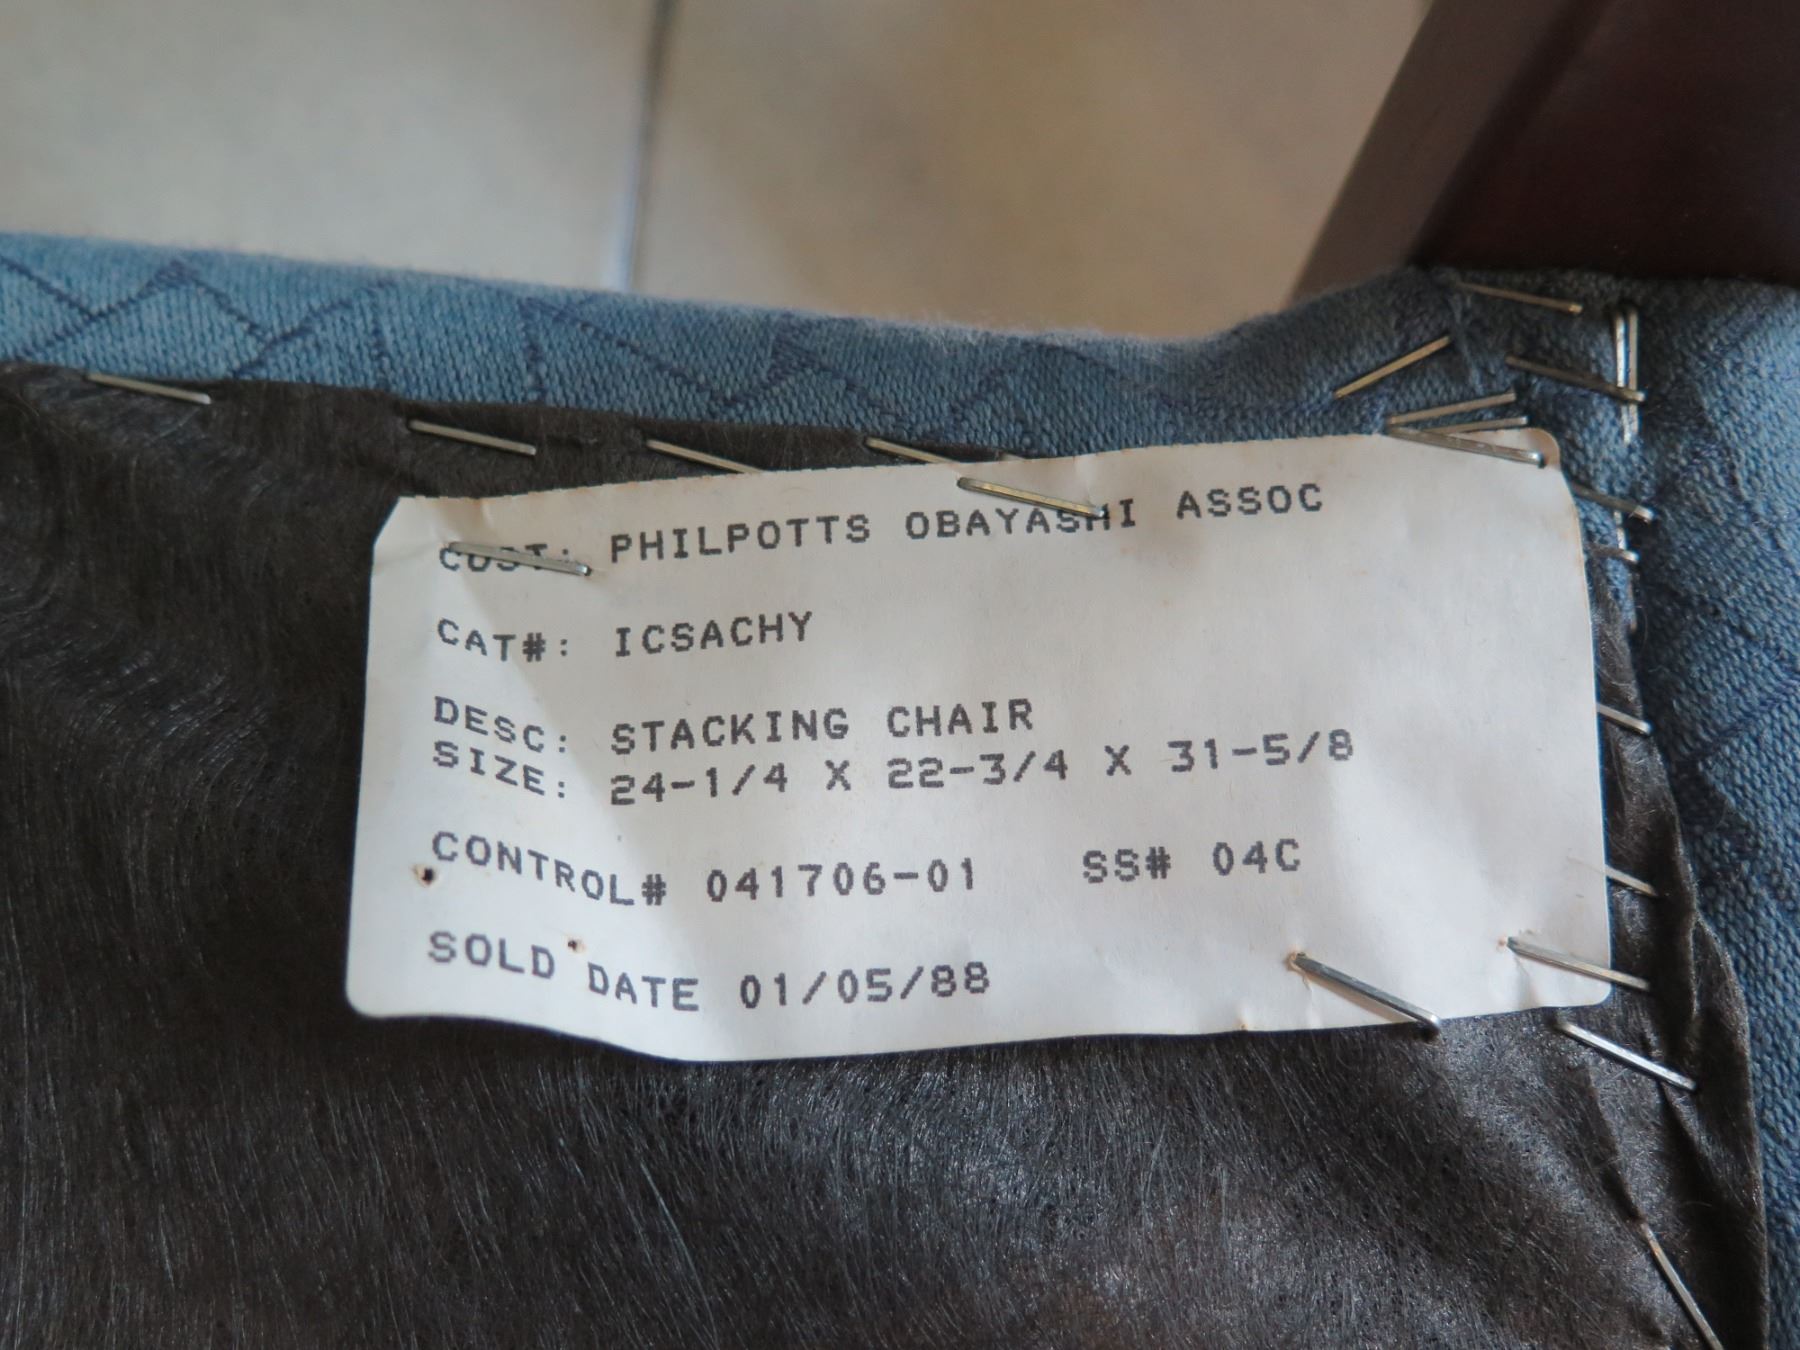 CUST: PHILPOTTS OBAYASHI ASSOC
CAT#: ICSACHY
DESC: STACKING CHAIR
SIZE: 24-1/4 X 22-3/4 X 31-5/8
CONTROL# 041706-01 SS# 04C
SOLD DATE 01/05/88